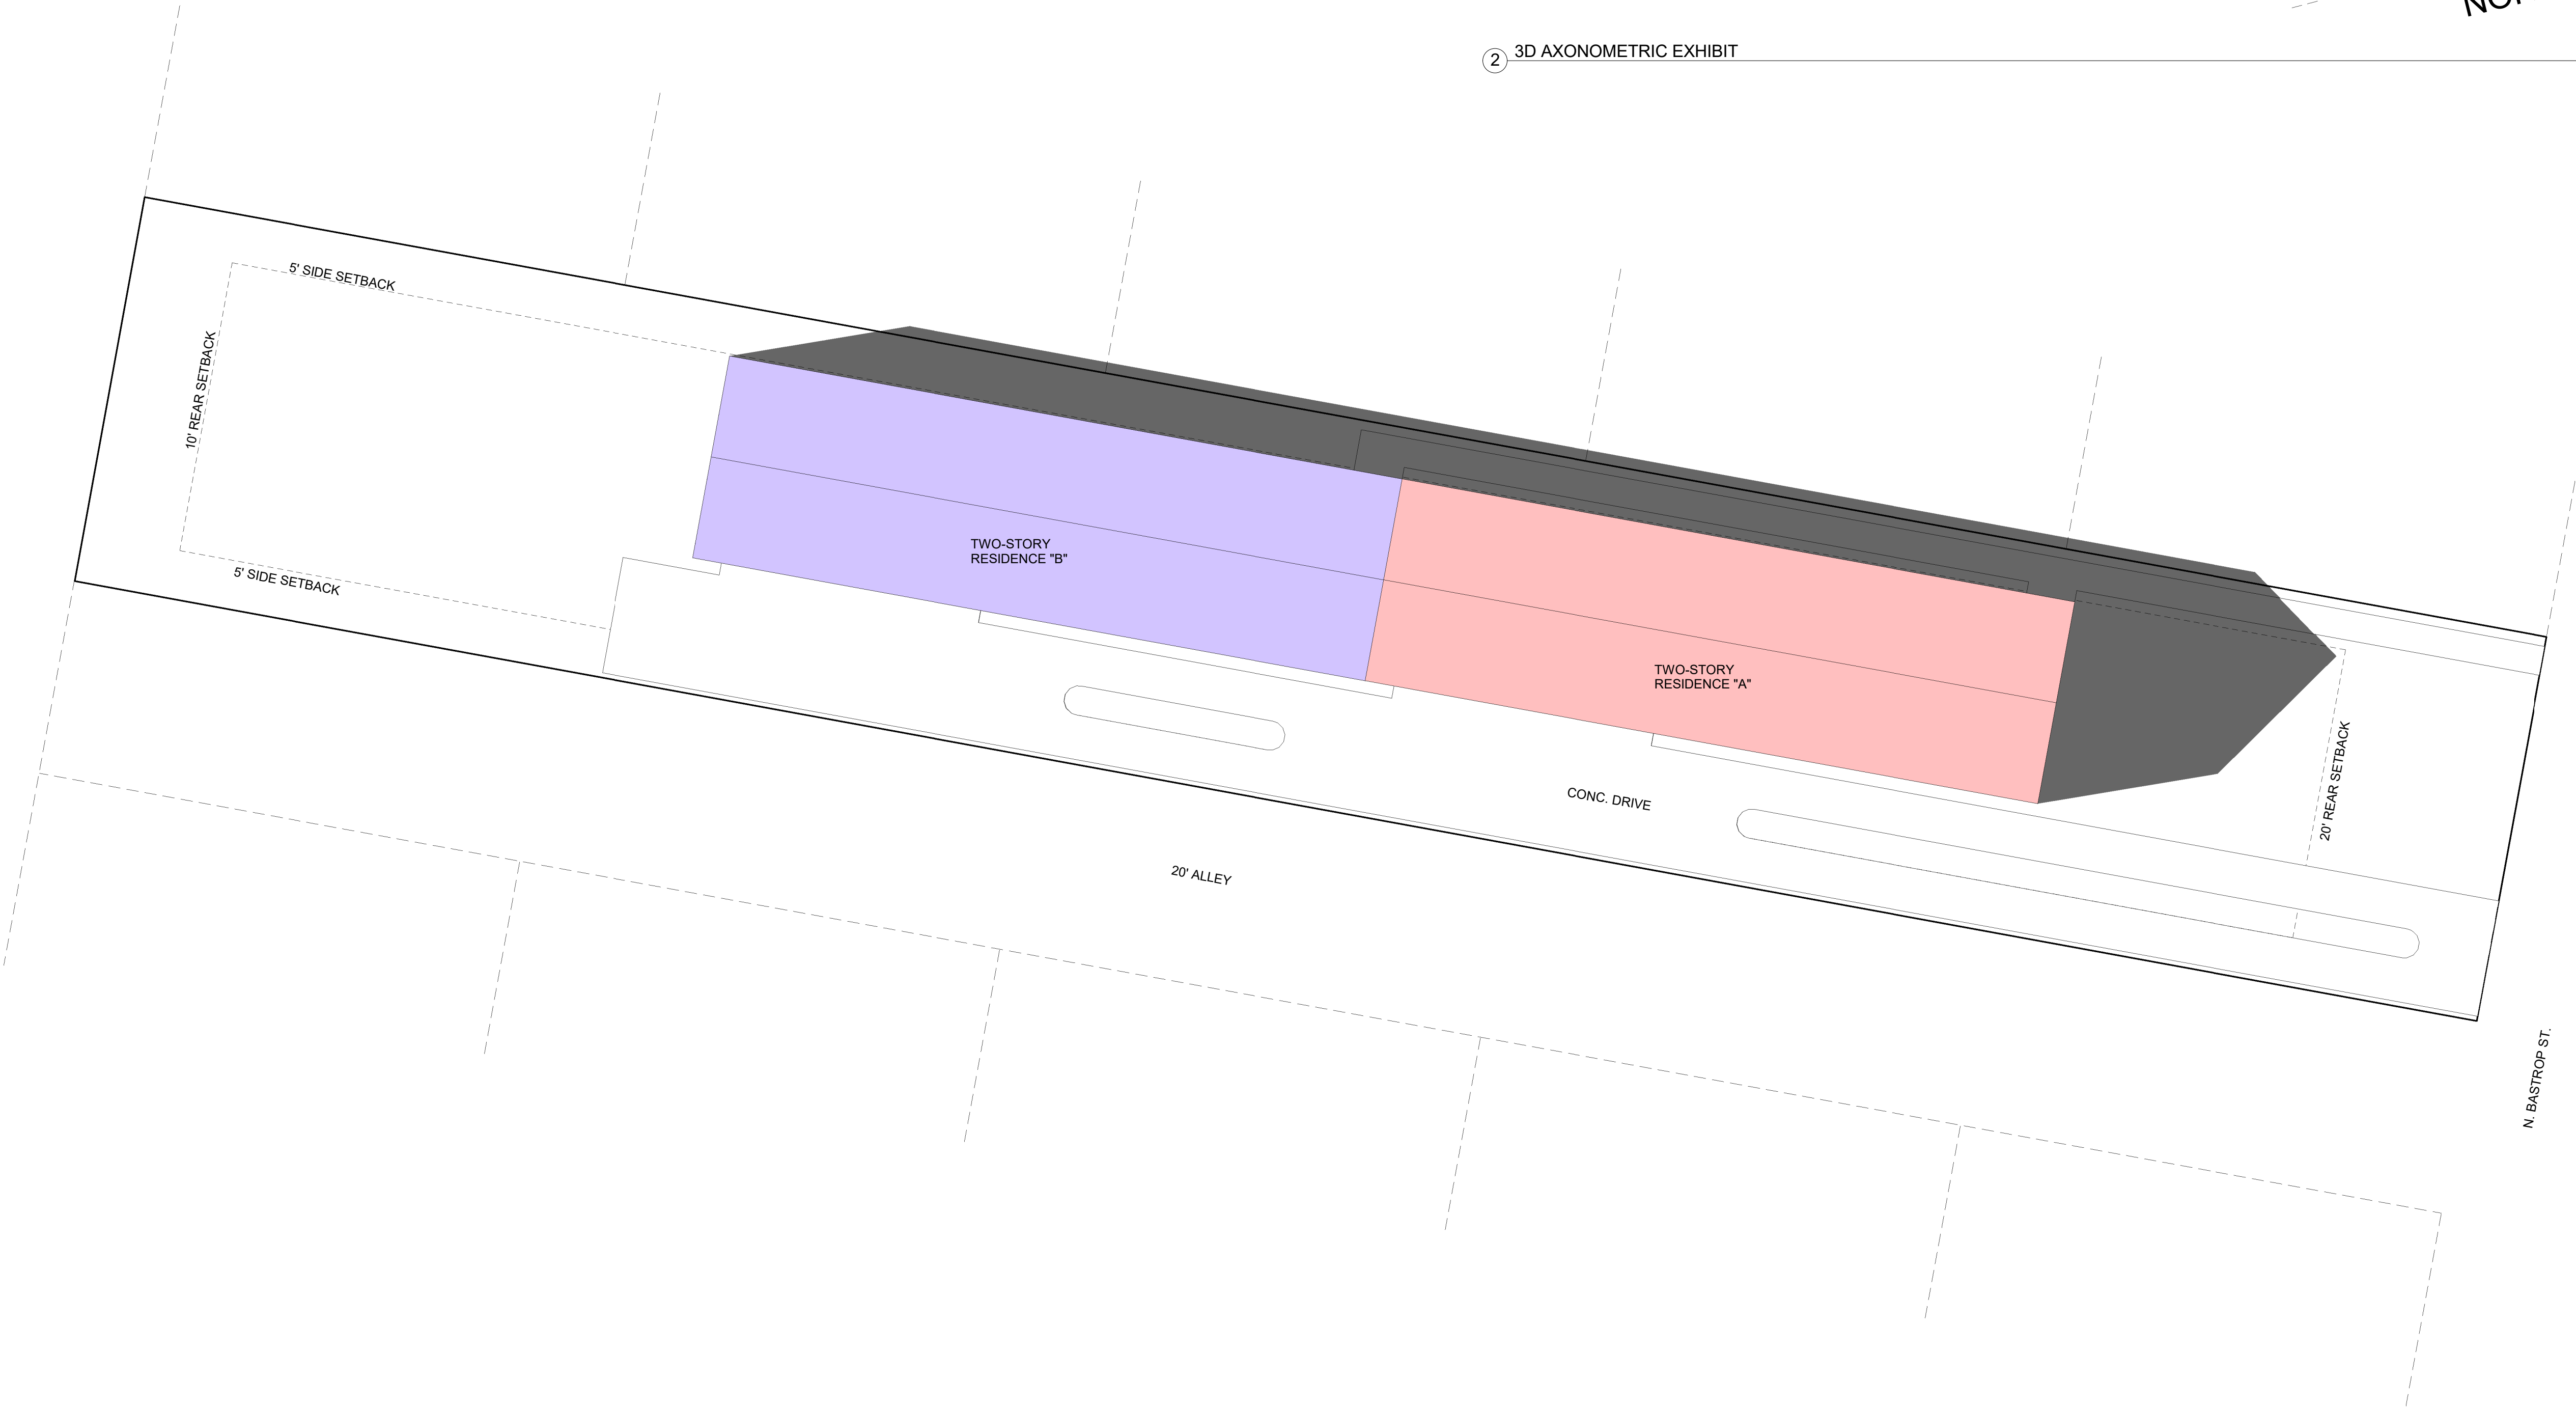 2
3D AXONOMETRIC EXHIBIT
5' SIDE SETBACK
10' REAR SETBACK
5' SIDE SETBACK
TWO-STORY
RESIDENCE "B"
TWO-STORY
RESIDENCE "A"
CONC. DRIVE
20' REAR SETBACK
20' ALLEY
N. BASTROP ST.